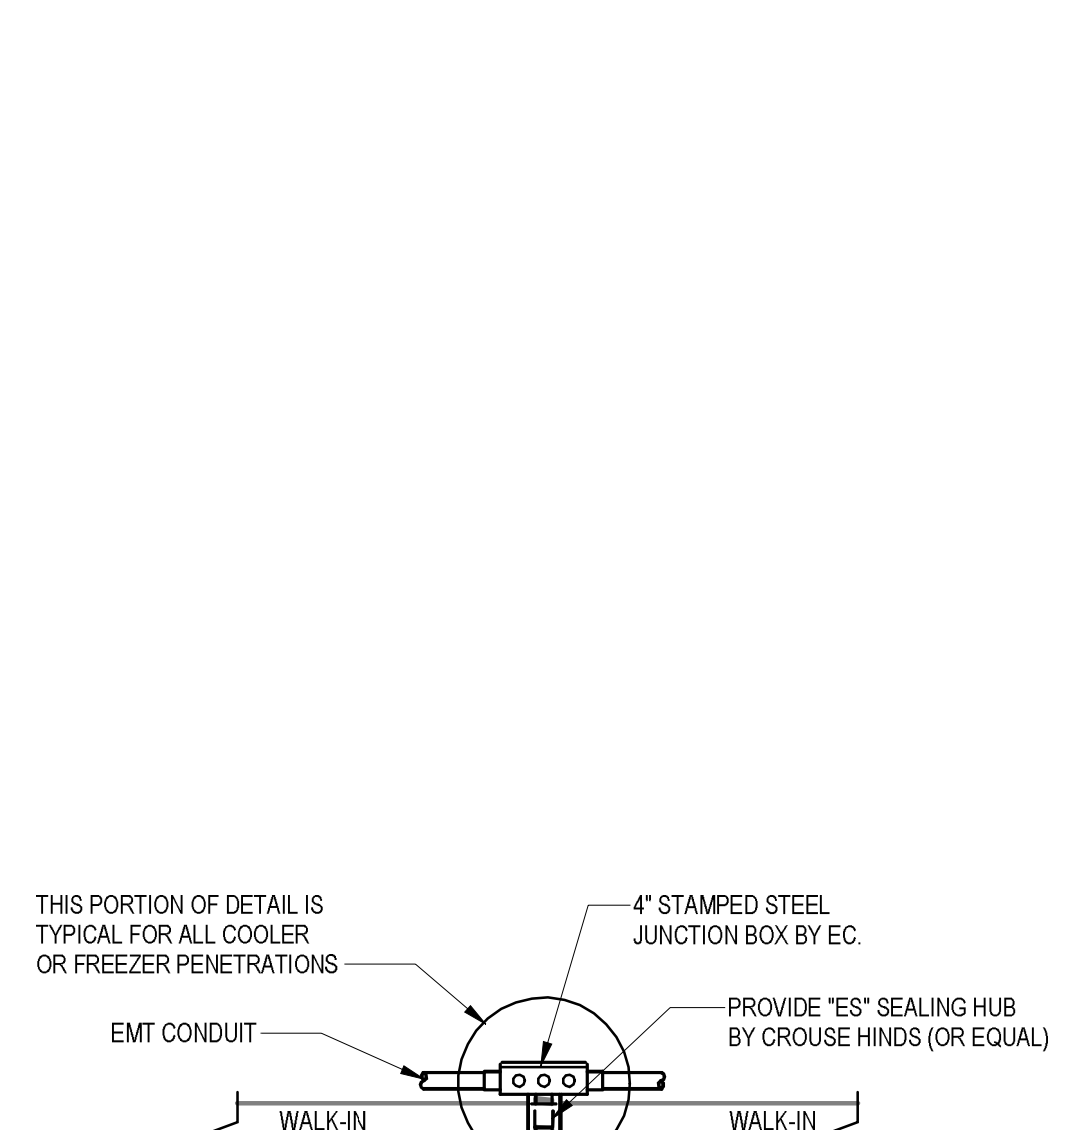 THIS PORTION OF DETAIL IS
TYPICAL FOR ALL COOLER
OR FREEZER PENETRATIONS
4" STAMPED STEEL
JUNCTION BOX BY EC.
PROVIDE "ES" SEALING HUB
BY CROUSE HINDS (OR EQUAL)
EMT CONDUIT
WALK-IN
WALK-IN